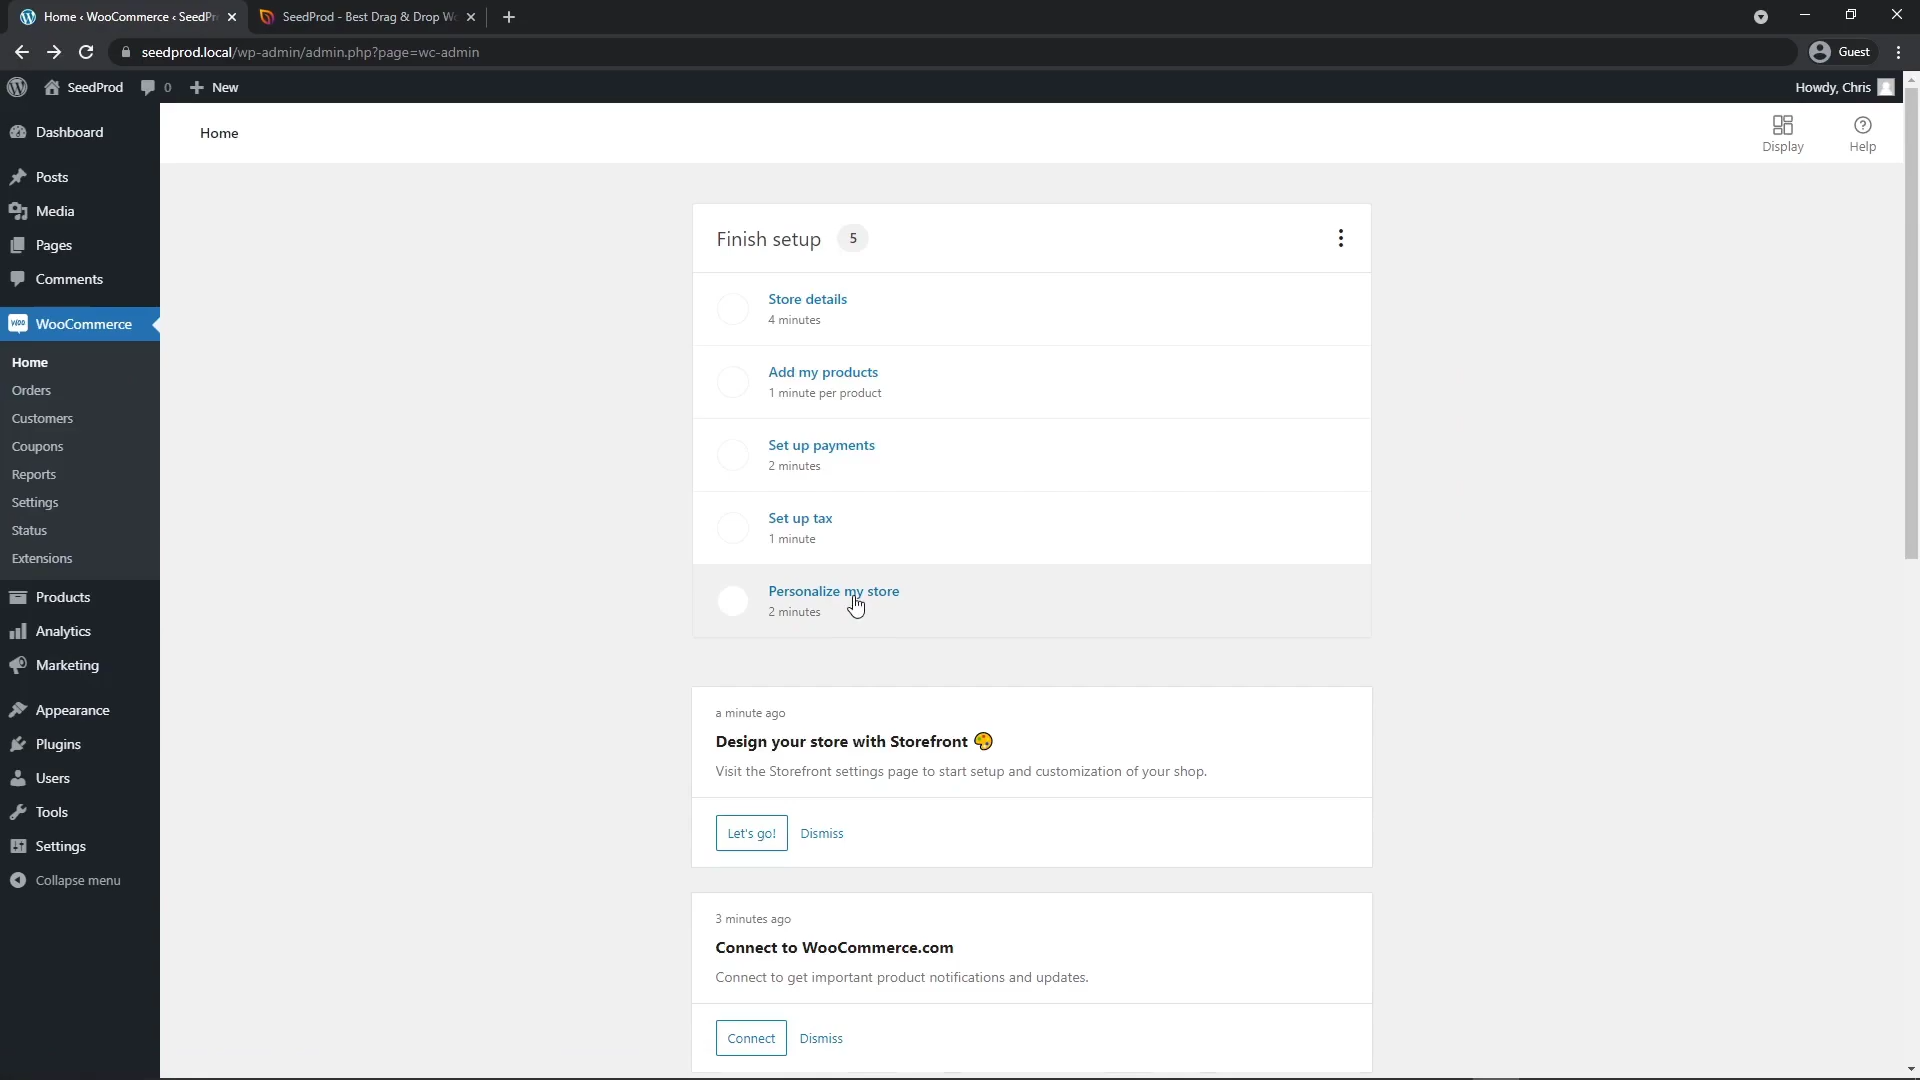 Home ‹ WooCommerce ‹ SeedPr
SeedProd - Best Drag & Drop W
seedprod.local/wp-admin/admin.php?page=wc-admin
Guest
SeedProd
0
New
Howdy, Chris
Dashboard
Posts
Media
Pages
Comments
woo
WooCommerce
Home
Orders
Customers
Coupons
Reports
Settings
Status
Extensions
Products
Analytics
Marketing
Appearance
Plugins
Users
Tools
Settings
Collapse menu
Home
Display
Help
Finish setup 5
Store details
4 minutes
Add my products
1 minute per product
Set up payments
2 minutes
Set up tax
1 minute
Personalize my store
2 minutes
a minute ago
Design your store with Storefront 🎨
Visit the Storefront settings page to start setup and customization of your shop.
Let's go!
Dismiss
3 minutes ago
Connect to WooCommerce.com
Connect to get important product notifications and updates.
Connect
Dismiss